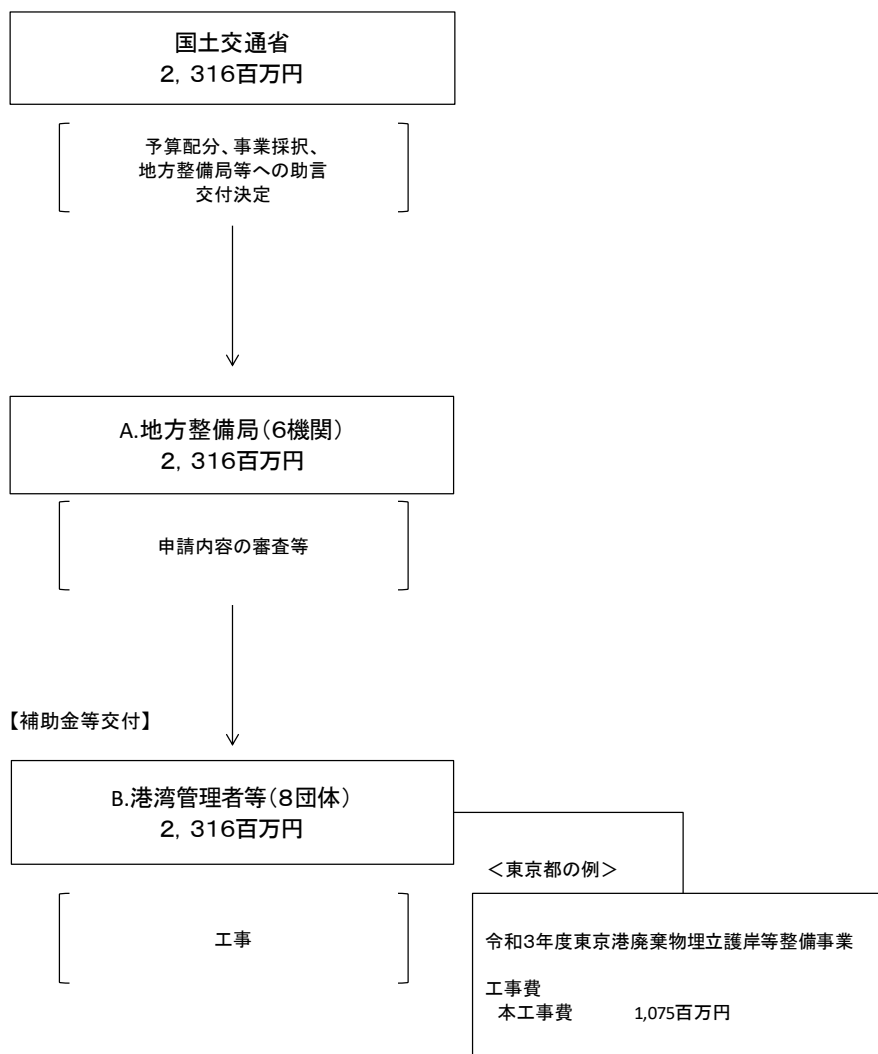 国土交通省
２，３１６百万円
予算配分、事業採択、
地方整備局等への助言
交付決定
A.地方整備局（６機関）
２，３１６百万円
申請内容の審査等
【補助金等交付】
B.港湾管理者等（８団体）
２，３１６百万円
＜東京都の例＞
工事
令和３年度東京港廃棄物埋立護岸等整備事業
工事費
本工事費 1,075百万円